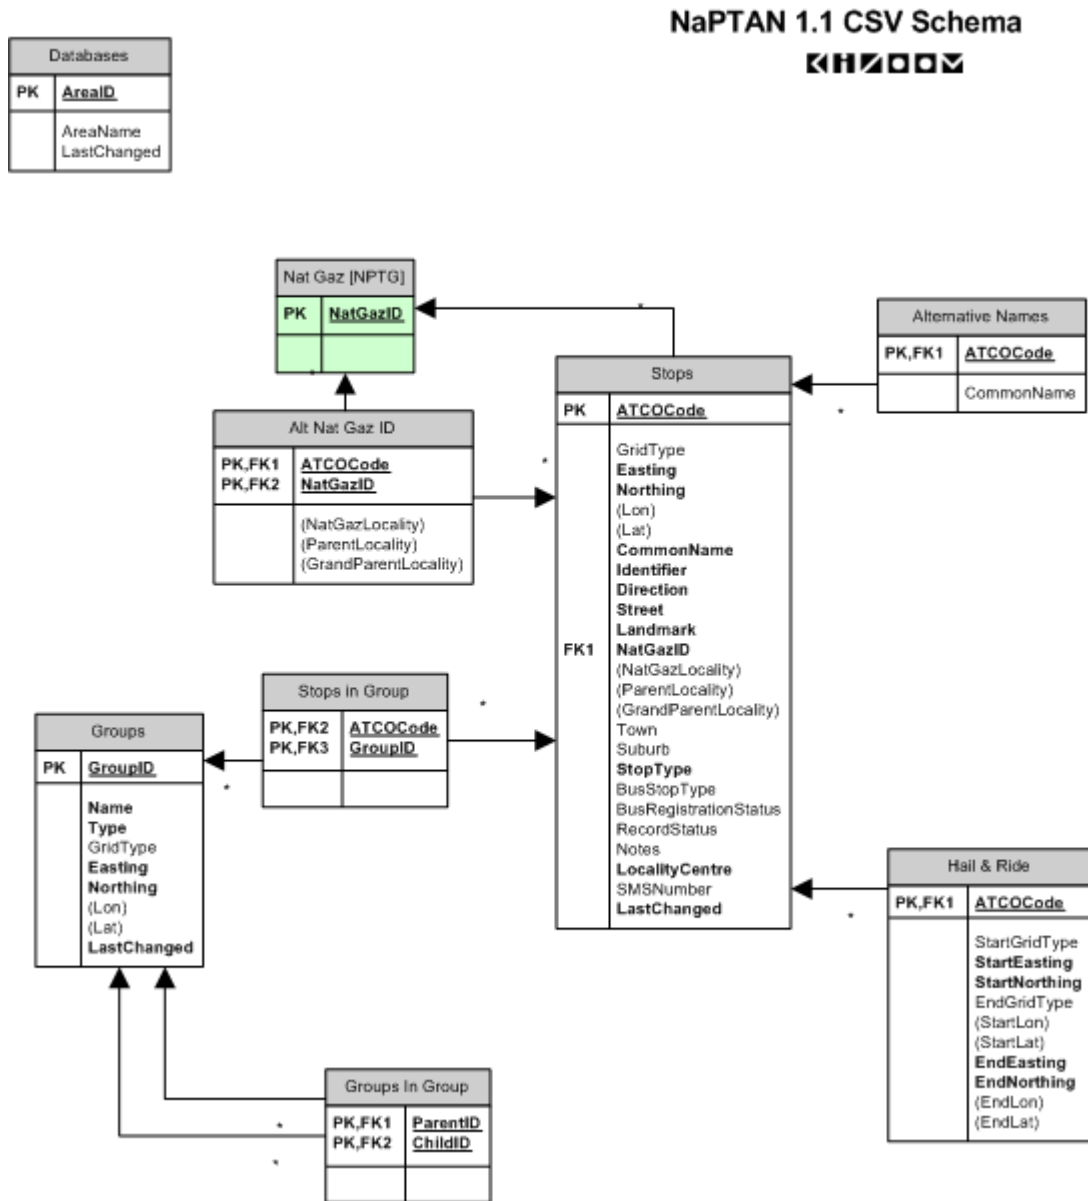 NaPTAN 1.1 CSV Schema
KIZOOM
Databases
PK AreaID
AreaName
LastChanged
Nat Gaz [NPTG]
PK NatGazID
*
*
Alternative Names
PK,FK1 ATCOCode
CommonName
*
Alt Nat Gaz ID
PK,FK1 ATCOCode
PK,FK2 NatGazID
(NatGazLocality)
(ParentLocality)
(GrandParentLocality)
*
Stops
PK ATCOCode
GridType
Easting
Northing
(Lon)
(Lat)
CommonName
Identifier
Direction
Street
Landmark
FK1 NatGazID
(NatGazLocality)
(ParentLocality)
(GrandParentLocality)
Town
Suburb
StopType
BusStopType
BusRegistrationStatus
RecordStatus
Notes
LocalityCentre
SMSNumber
LastChanged
Stops in Group
PK,FK2 ATCOCode
PK,FK3 GroupID
*
*
Groups
PK GroupID
Name
Type
GridType
Easting
Northing
(Lon)
(Lat)
LastChanged
Hail & Ride
PK,FK1 ATCOCode
StartGridType
StartEasting
StartNorthing
EndGridType
(StartLon)
(StartLat)
EndEasting
EndNorthing
(EndLon)
(EndLat)
*
Groups In Group
PK,FK1 ParentID
PK,FK2 ChildID
*
*